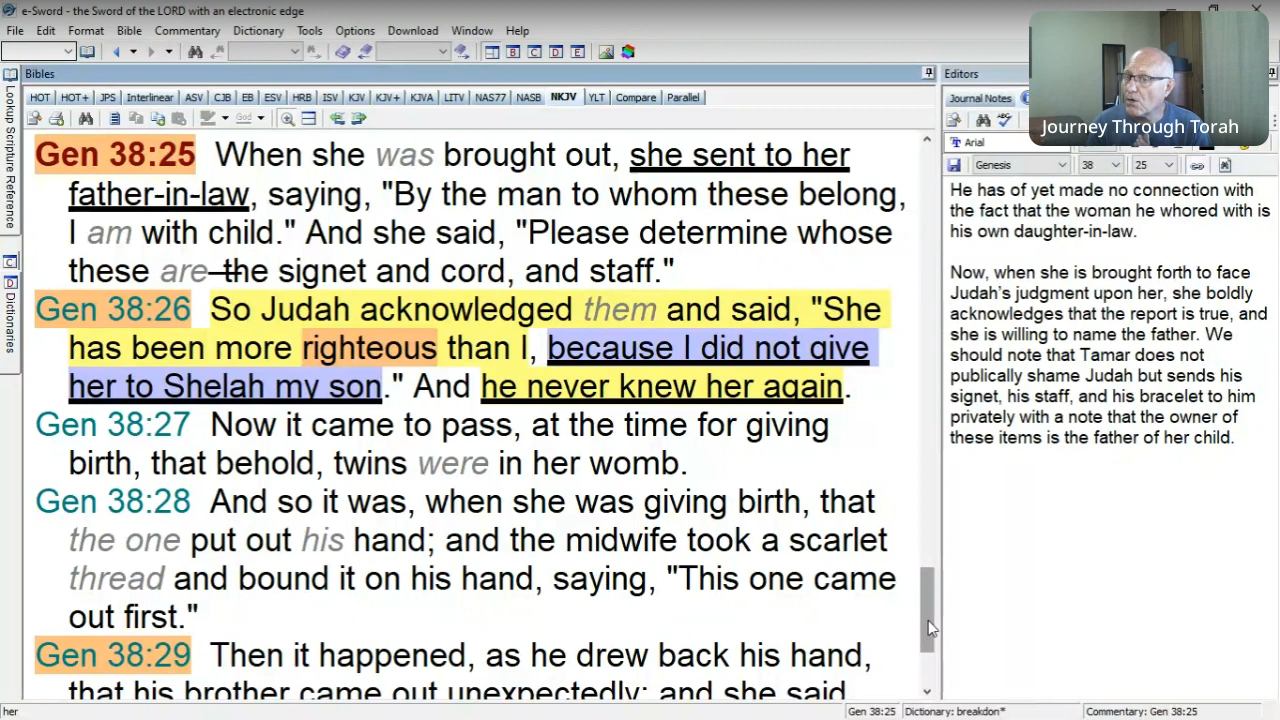 e-Sword - the Sword of the LORD with an electronic edge
File Edit Format Bible Commentary Dictionary Tools Options Download Window Help
Bibles
HOT HOT+ JPS Interlinear ASV CJB EB ESV HRB ISV KJV KJV+ KJVA LITV NAS77 NASB NKJV YLT Compare Parallel
Lookup Scripture Reference
Dictionaries
Gen 38:25 When she was brought out, she sent to her
father-in-law, saying, "By the man to whom these belong,
I am with child." And she said, "Please determine whose
these are—the signet and cord, and staff."
Gen 38:26 So Judah acknowledged them and said, "She
has been more righteous than I, because I did not give
her to Shelah my son." And he never knew her again.
Gen 38:27 Now it came to pass, at the time for giving
birth, that behold, twins were in her womb.
Gen 38:28 And so it was, when she was giving birth, that
the one put out his hand; and the midwife took a scarlet
thread and bound it on his hand, saying, "This one came
out first."
Gen 38:29 Then it happened, as he drew back his hand,
that his brother came out unexpectedly; and she said
Editors
Journey Through Torah
Journal Notes
Arial
Genesis 38 25
He has of yet made no connection with
the fact that the woman he whored with is
his own daughter-in-law.
Now, when she is brought forth to face
Judah's judgment upon her, she boldly
acknowledges that the report is true, and
she is willing to name the father. We
should note that Tamar does not
publically shame Judah but sends his
signet, his staff, and his bracelet to him
privately with a note that the owner of
these items is the father of her child.
her
Gen 38:25 Dictionary: breakdon* Commentary: Gen 38:25